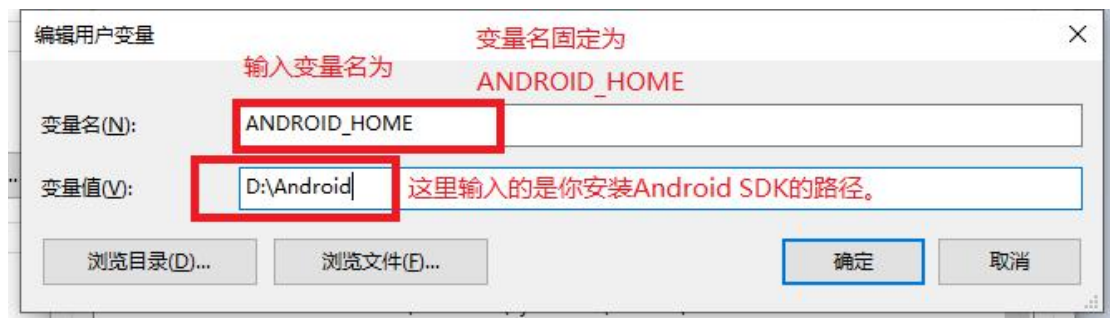 编辑用户变量
变量名固定为
输入变量名为
ANDROID_HOME
变量名(N):
ANDROID_HOME
变量值(V):
D:\Android
这里输入的是你安装Android SDK的路径。
浏览目录(D)...
浏览文件(F)...
确定
取消